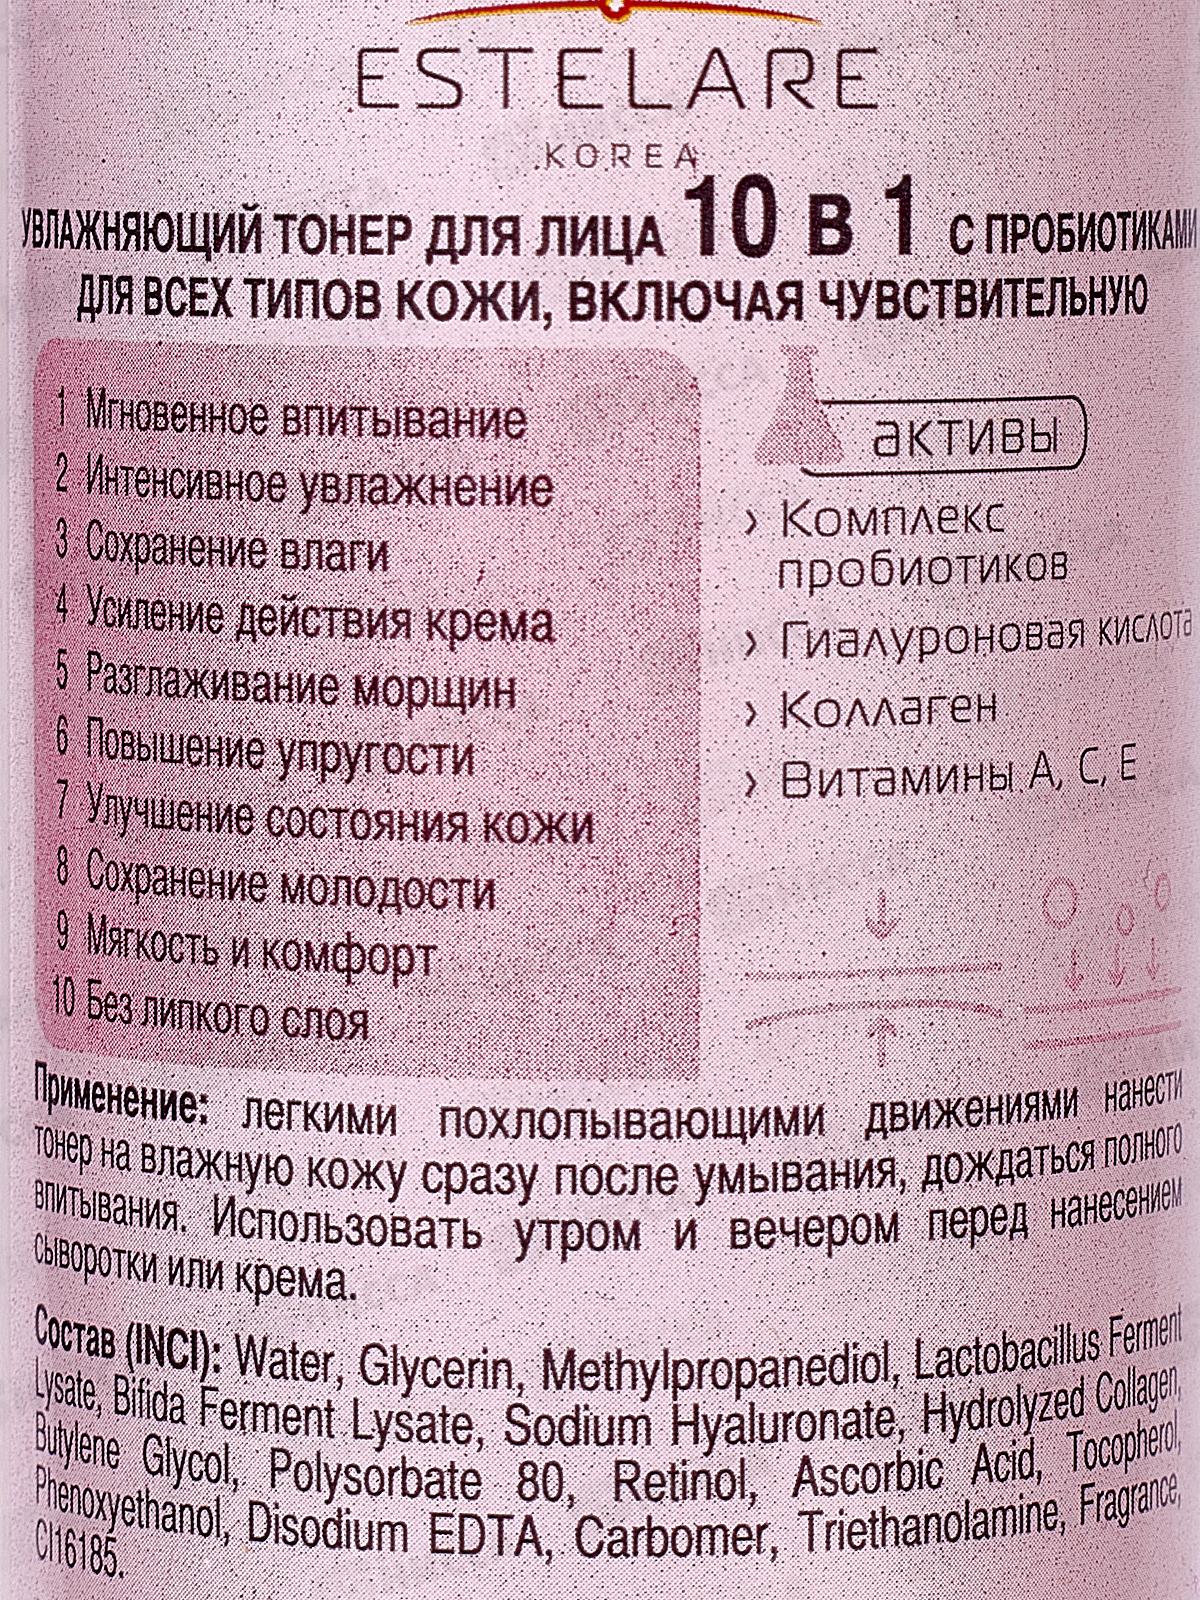 ESTELARE
KOREA
УВЛАЖНЯЮЩИЙ ТОНЕР ДЛЯ ЛИЦА 10 в 1 С ПРОБИОТИКАМИ
ДЛЯ ВСЕХ ТИПОВ КОЖИ, ВКЛЮЧАЯ ЧУВСТВИТЕЛЬНУЮ
1 Мгновенное впитывание
2 Интенсивное увлажнение
3 Сохранение влаги
4 Усиление действия крема
5 Разглаживание морщин
6 Повышение упругости
7 Улучшение состояния кожи
8 Сохранение молодости
9 Мягкость и комфорт
10 Без липкого слоя
активы
› Комплекс
пробиотиков
› Гиалуроновая кислота
› Коллаген
› Витамины А, С, Е
Применение: легкими похлопывающими движениями нанести
тонер на влажную кожу сразу после умывания, дождаться полного
впитывания. Использовать утром и вечером перед нанесением
сыворотки или крема.
Состав (INCI): Water, Glycerin, Methylpropanediol, Lactobacillus Ferment
Lysate, Bifida Ferment Lysate, Sodium Hyaluronate, Hydrolyzed Collagen,
Butylene Glycol, Polysorbate 80, Retinol, Ascorbic Acid, Tocopherol,
Phenoxyethanol, Disodium EDTA, Carbomer, Triethanolamine, Fragrance,
CI16185.